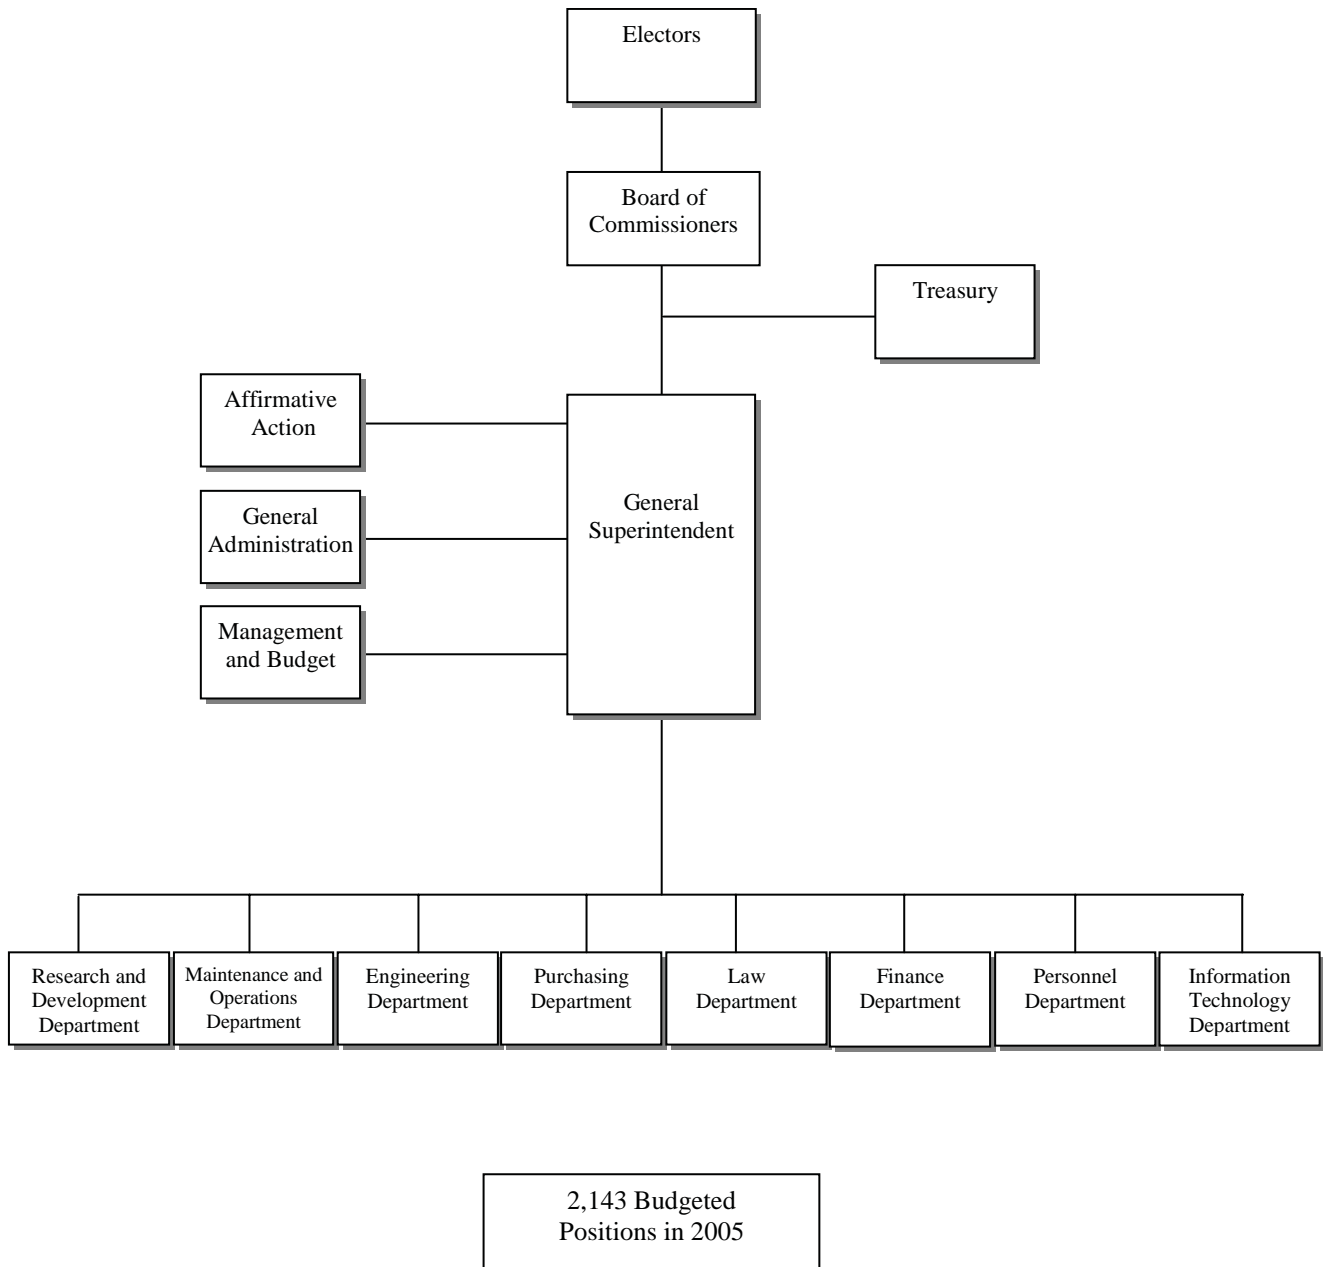 Electors
Board of
Commissioners
Treasury
Affirmative
Action
General
Administration
Management
and Budget
General
Superintendent
Research and
Development
Department
Maintenance and
Operations
Department
Engineering
Department
Purchasing
Department
Law
Department
Finance
Department
Personnel
Department
Information
Technology
Department
2,143 Budgeted
Positions in 2005